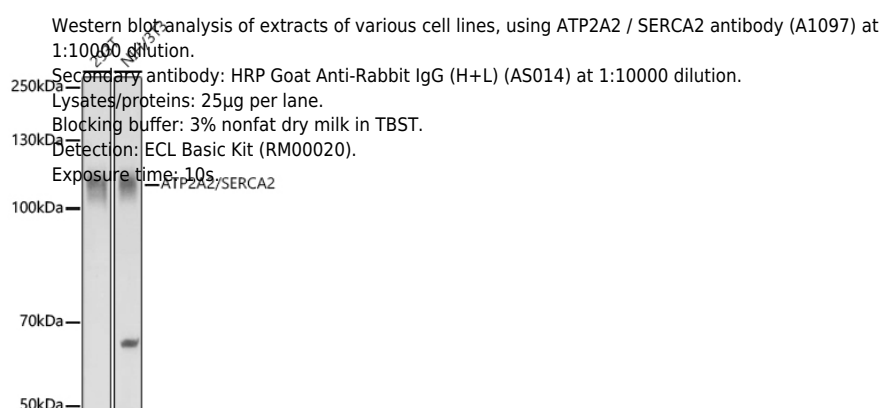 Western blot analysis of extracts of various cell lines, using ATP2A2 / SERCA2 antibody (A1097) at
1:10000 dilution.
Secondary antibody: HRP Goat Anti-Rabbit IgG (H+L) (AS014) at 1:10000 dilution.
Lysates/proteins: 25μg per lane.
Blocking buffer: 3% nonfat dry milk in TBST.
Detection: ECL Basic Kit (RM00020).
Exposure time: 10s.
293T
NIH/3T3
250kDa
130kDa
ATP2A2/SERCA2
100kDa
70kDa
50kDa